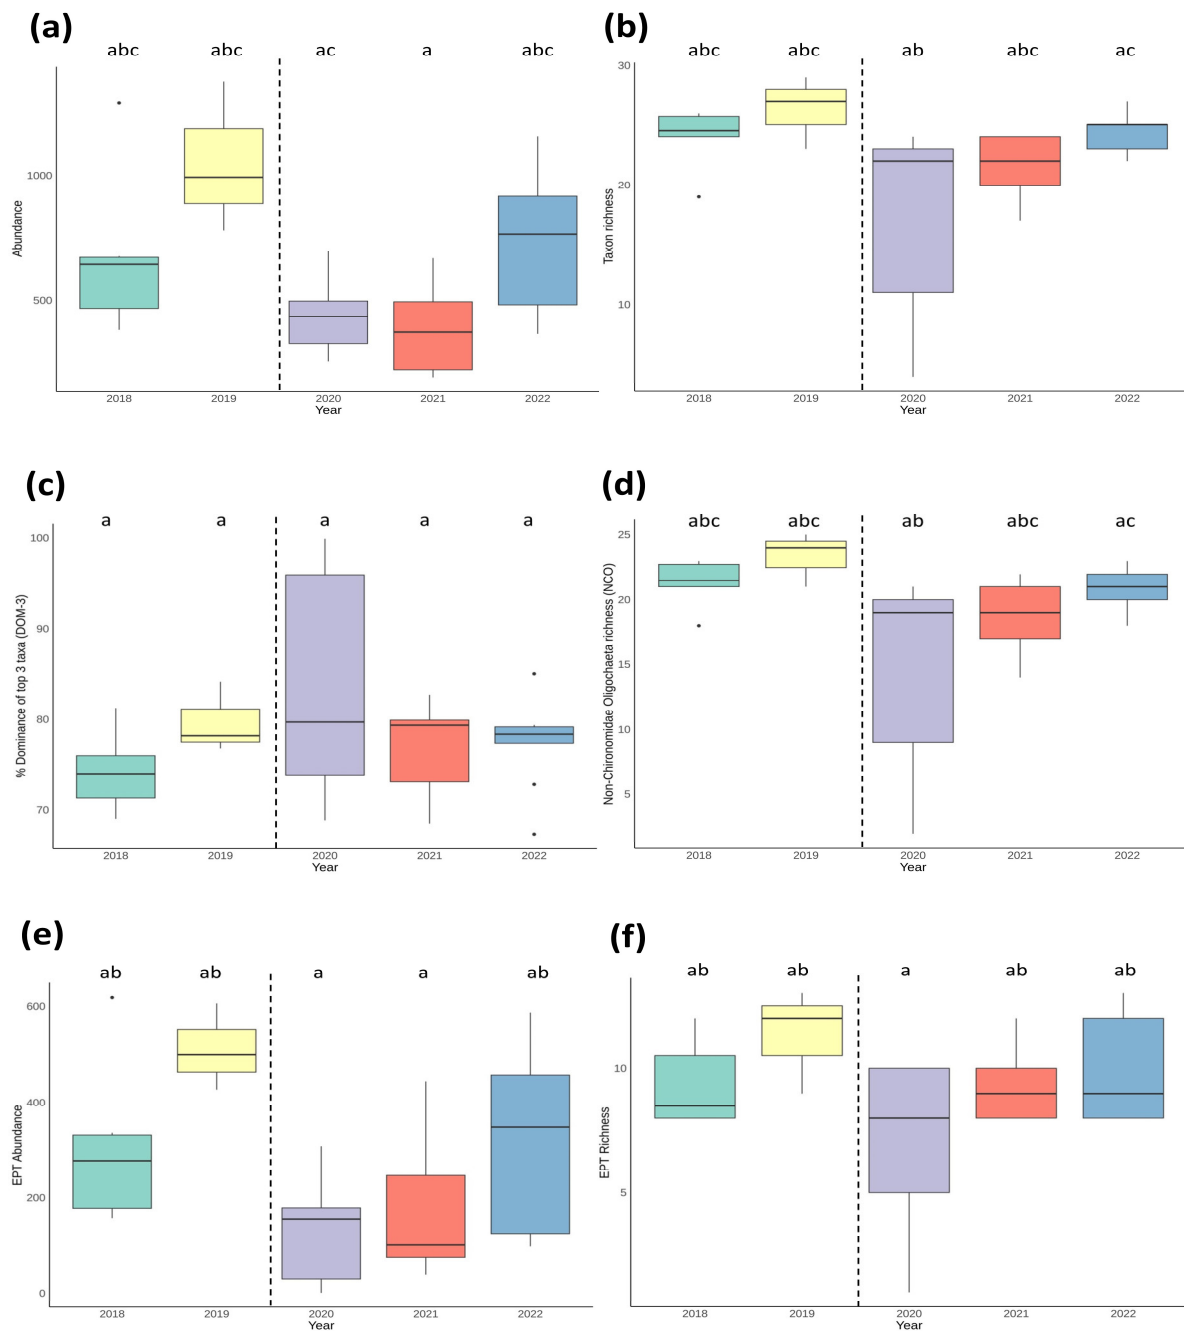 (a)
abc abc ac a abc
1000
500
Abundance
2018 2019 2020 2021 2022
Year
(b)
abc abc ab abc ac
30
20
10
Taxon richness
2018 2019 2020 2021 2022
Year
(c)
a a a a a
100
90
80
70
% Dominance of top 3 taxa (DOM-3)
2018 2019 2020 2021 2022
Year
(d)
abc abc ab abc ac
25
20
15
10
5
Non-Chironomidae Oligochaeta richness (NCO)
2018 2019 2020 2021 2022
Year
(e)
ab ab a a ab
600
400
200
0
EPT Abundance
2018 2019 2020 2021 2022
Year
(f)
ab ab a ab ab
10
5
EPT Richness
2018 2019 2020 2021 2022
Year